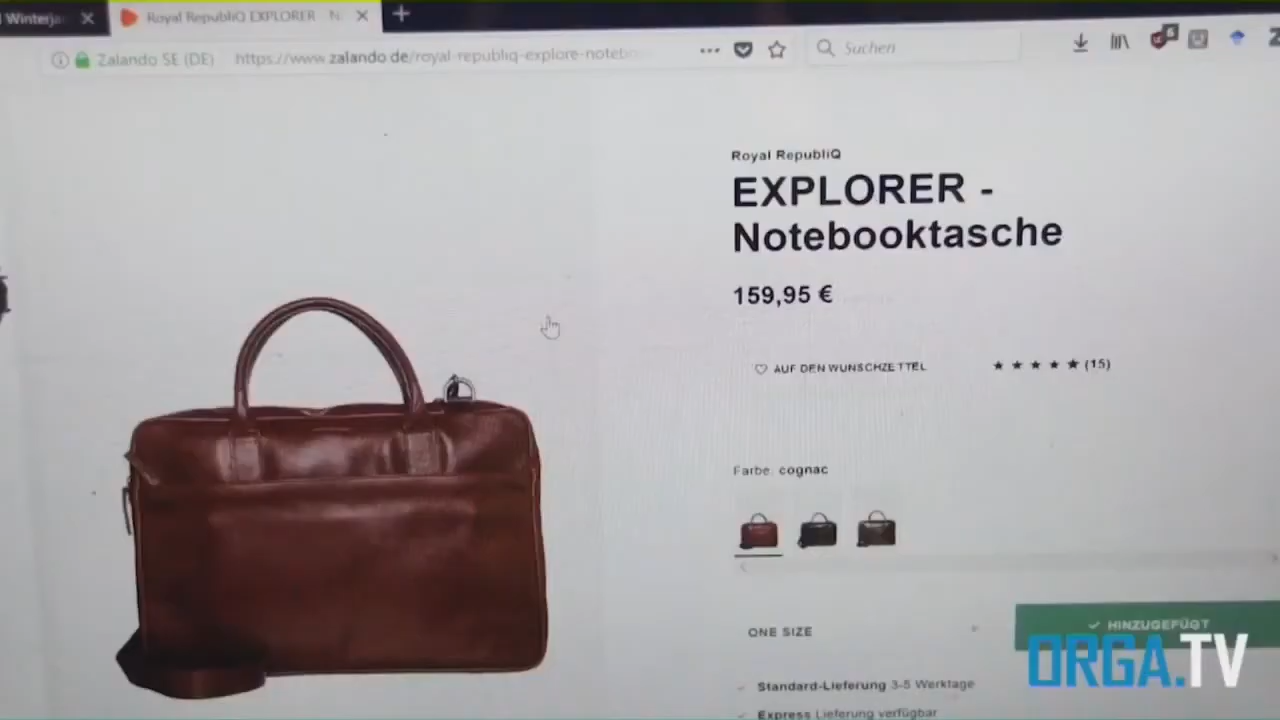 Winterja
Royal RepubliQ EXPLORER - N
Zalando SE (DE)
https://www.zalando.de/royal-republiq-explore-notebo
Suchen
Royal RepubliQ
EXPLORER -
Notebooktasche
159,95 €
AUF DEN WUNSCHZETTEL
(15)
Farbe: cognac
ONE SIZE
HINZUGEFÜGT
ORGA.TV
Standard-Lieferung 3-5 Werktage
Express Lieferung verfügbar